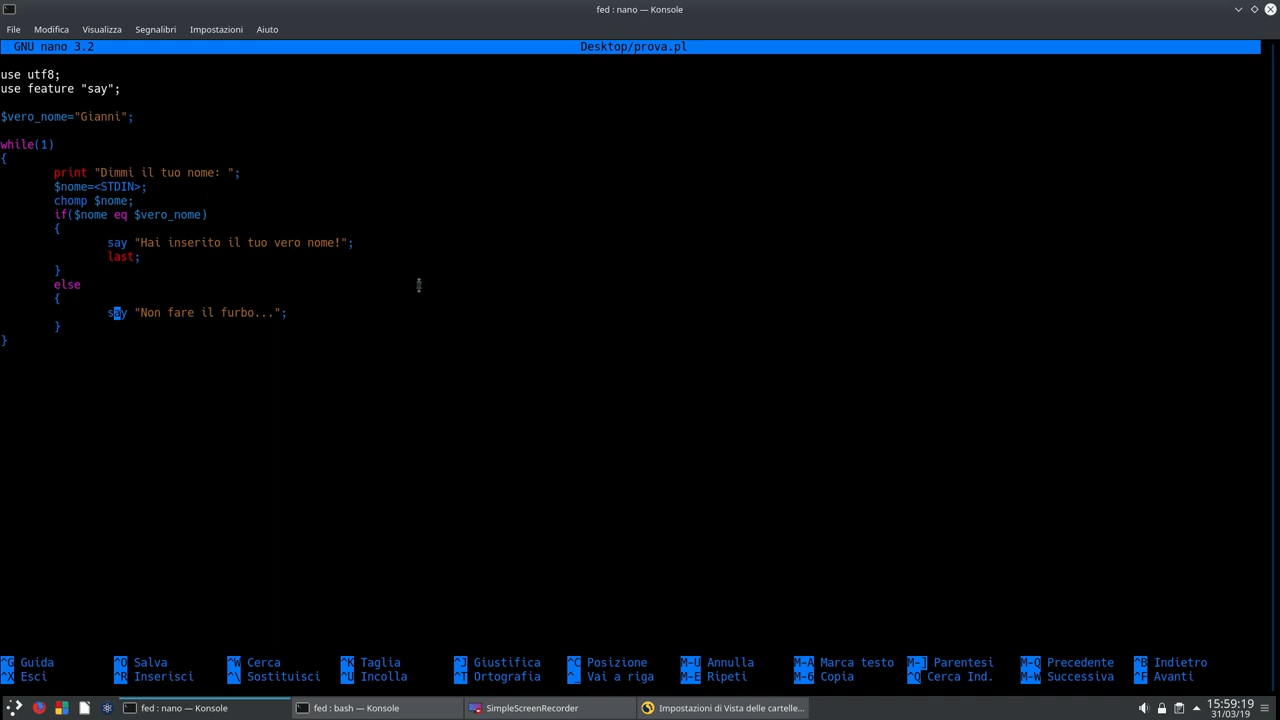 fed : nano — Konsole
File Modifica Visualizza Segnalibri Impostazioni Aiuto
GNU nano 3.2 Desktop/prova.pl
use utf8;
use feature "say";
$vero_nome="Gianni";
while(1)
{
print "Dimmi il tuo nome: ";
$nome=<STDIN>;
chomp $nome;
if($nome eq $vero_nome)
{
say "Hai inserito il tuo vero nome!";
last;
}
else
{
say "Non fare il furbo...";
}
}
^G Guida ^O Salva ^W Cerca ^K Taglia ^J Giustifica ^C Posizione M-U Annulla M-A Marca testo M-] Parentesi M-Q Precedente ^B Indietro
^X Esci ^R Inserisci ^\ Sostituisci ^U Incolla ^T Ortografia ^_ Vai a riga M-E Ripeti M-6 Copia ^Q Cerca Ind. M-W Successiva ^F Avanti
fed : nano — Konsole fed : bash — Konsole SimpleScreenRecorder Impostazioni di Vista delle cartelle... 15:59:19
31/03/19